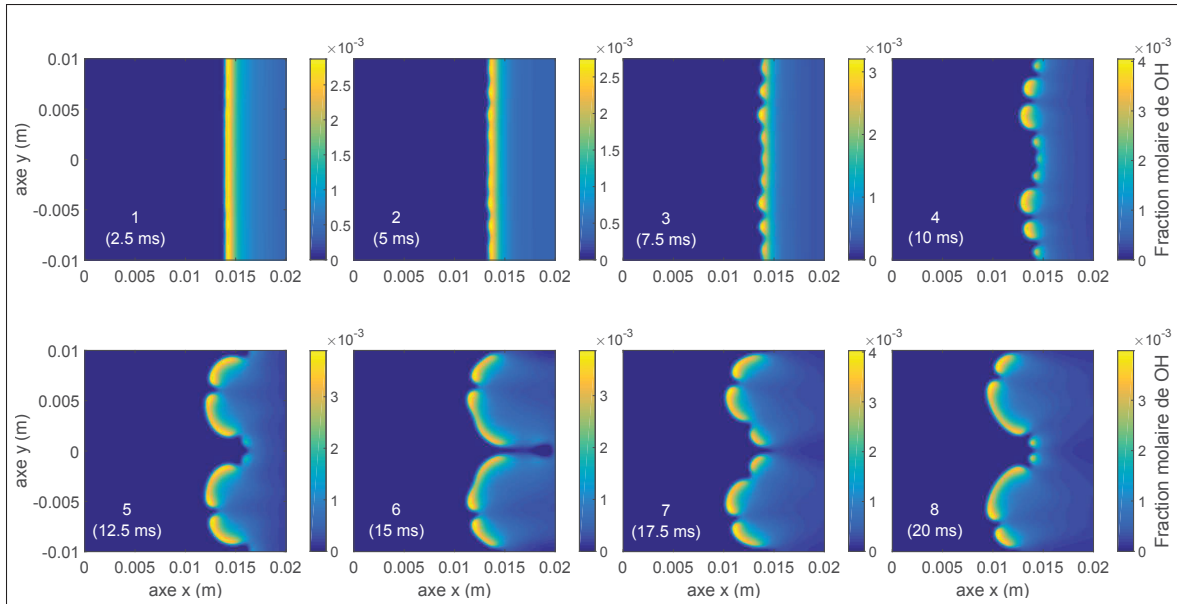 ×10⁻³ ×10⁻³ ×10⁻³ ×10⁻³
axe y (m)
0.01
0.005
0
-0.005
-0.01
1
(2.5 ms)
0 0.005 0.01 0.015 0.02
2.5
2
1.5
1
0.5
0
2
(5 ms)
0 0.005 0.01 0.015 0.02
2.5
2
1.5
1
0.5
0
3
(7.5 ms)
0 0.005 0.01 0.015 0.02
3
2
1
0
4
(10 ms)
0 0.005 0.01 0.015 0.02
4
3
2
1
0
Fraction molaire de OH
×10⁻³ ×10⁻³ ×10⁻³ ×10⁻³
axe y (m)
0.01
0.005
0
-0.005
-0.01
5
(12.5 ms)
0 0.005 0.01 0.015 0.02
axe x (m)
3
2
1
0
6
(15 ms)
0 0.005 0.01 0.015 0.02
axe x (m)
3
2
1
0
7
(17.5 ms)
0 0.005 0.01 0.015 0.02
axe x (m)
4
3
2
1
0
8
(20 ms)
0 0.005 0.01 0.015 0.02
axe x (m)
4
3
2
1
0
Fraction molaire de OH